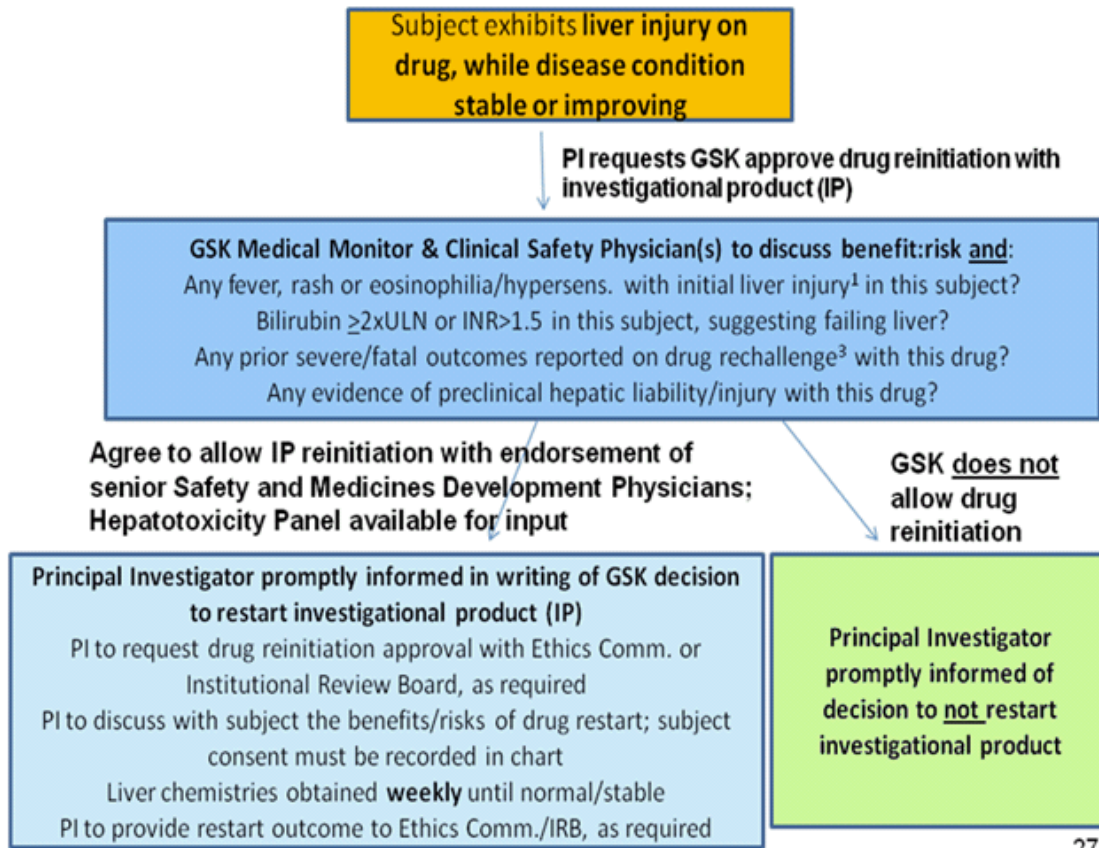 Subject exhibits liver injury on
drug, while disease condition
stable or improving
PI requests GSK approve drug reinitiation with
investigational product (IP)
GSK Medical Monitor & Clinical Safety Physician(s) to discuss benefit:risk and:
Any fever, rash or eosinophilia/hypersens. with initial liver injury¹ in this subject?
Bilirubin ≥2xULN or INR>1.5 in this subject, suggesting failing liver?
Any prior severe/fatal outcomes reported on drug rechallenge³ with this drug?
Any evidence of preclinical hepatic liability/injury with this drug?
Agree to allow IP reinitiation with endorsement of
senior Safety and Medicines Development Physicians;
Hepatotoxicity Panel available for input
GSK does not
allow drug
reinitiation
Principal Investigator promptly informed in writing of GSK decision
to restart investigational product (IP)
PI to request drug reinitiation approval with Ethics Comm. or
Institutional Review Board, as required
PI to discuss with subject the benefits/risks of drug restart; subject
consent must be recorded in chart
Liver chemistries obtained weekly until normal/stable
PI to provide restart outcome to Ethics Comm./IRB, as required
Principal Investigator
promptly informed of
decision to not restart
investigational product
27